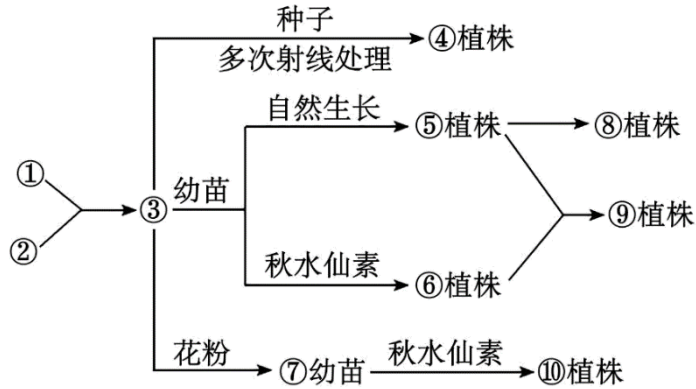 种子
多次射线处理
④植株
自然生长
⑤植株
⑧植株
①
②
③
幼苗
⑨植株
秋水仙素
⑥植株
花粉
⑦幼苗
秋水仙素
⑩植株